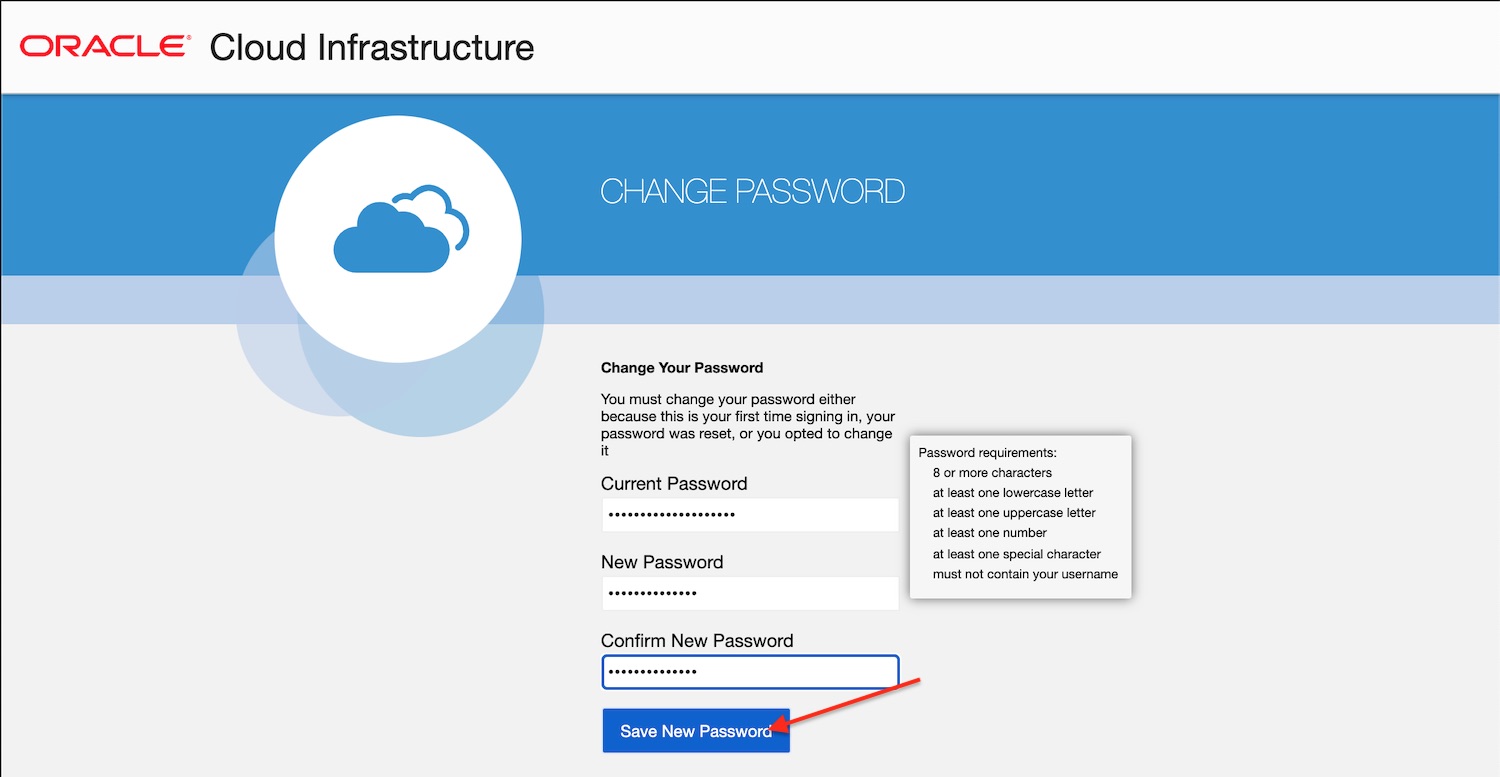 ORACLE® Cloud Infrastructure
CHANGE PASSWORD
Change Your Password
You must change your password either
because this is your first time signing in, your
password was reset, or you opted to change
it
Current Password
••••••••••••••••••••
New Password
••••••••••••••
Confirm New Password
••••••••••••••
Save New Password
Password requirements:
8 or more characters
at least one lowercase letter
at least one uppercase letter
at least one number
at least one special character
must not contain your username